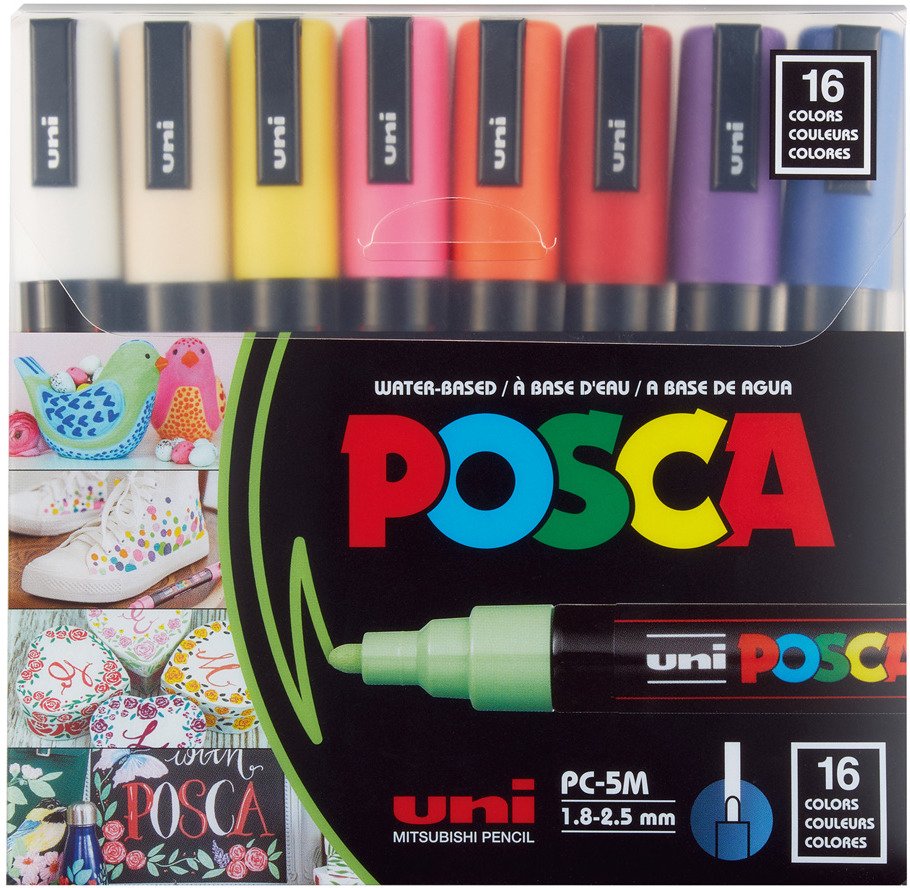 uni
uni
uni
uni
uni
uni
uni
16
COLORS
COULEURS
COLORES
WATER-BASED / À BASE D'EAU / A BASE DE AGUA
POSCA
uni POSCA
M
L
with
POSCA
uni
MITSUBISHI PENCIL
PC-5M
1.8-2.5 mm
16
COLORS
COULEURS
COLORES